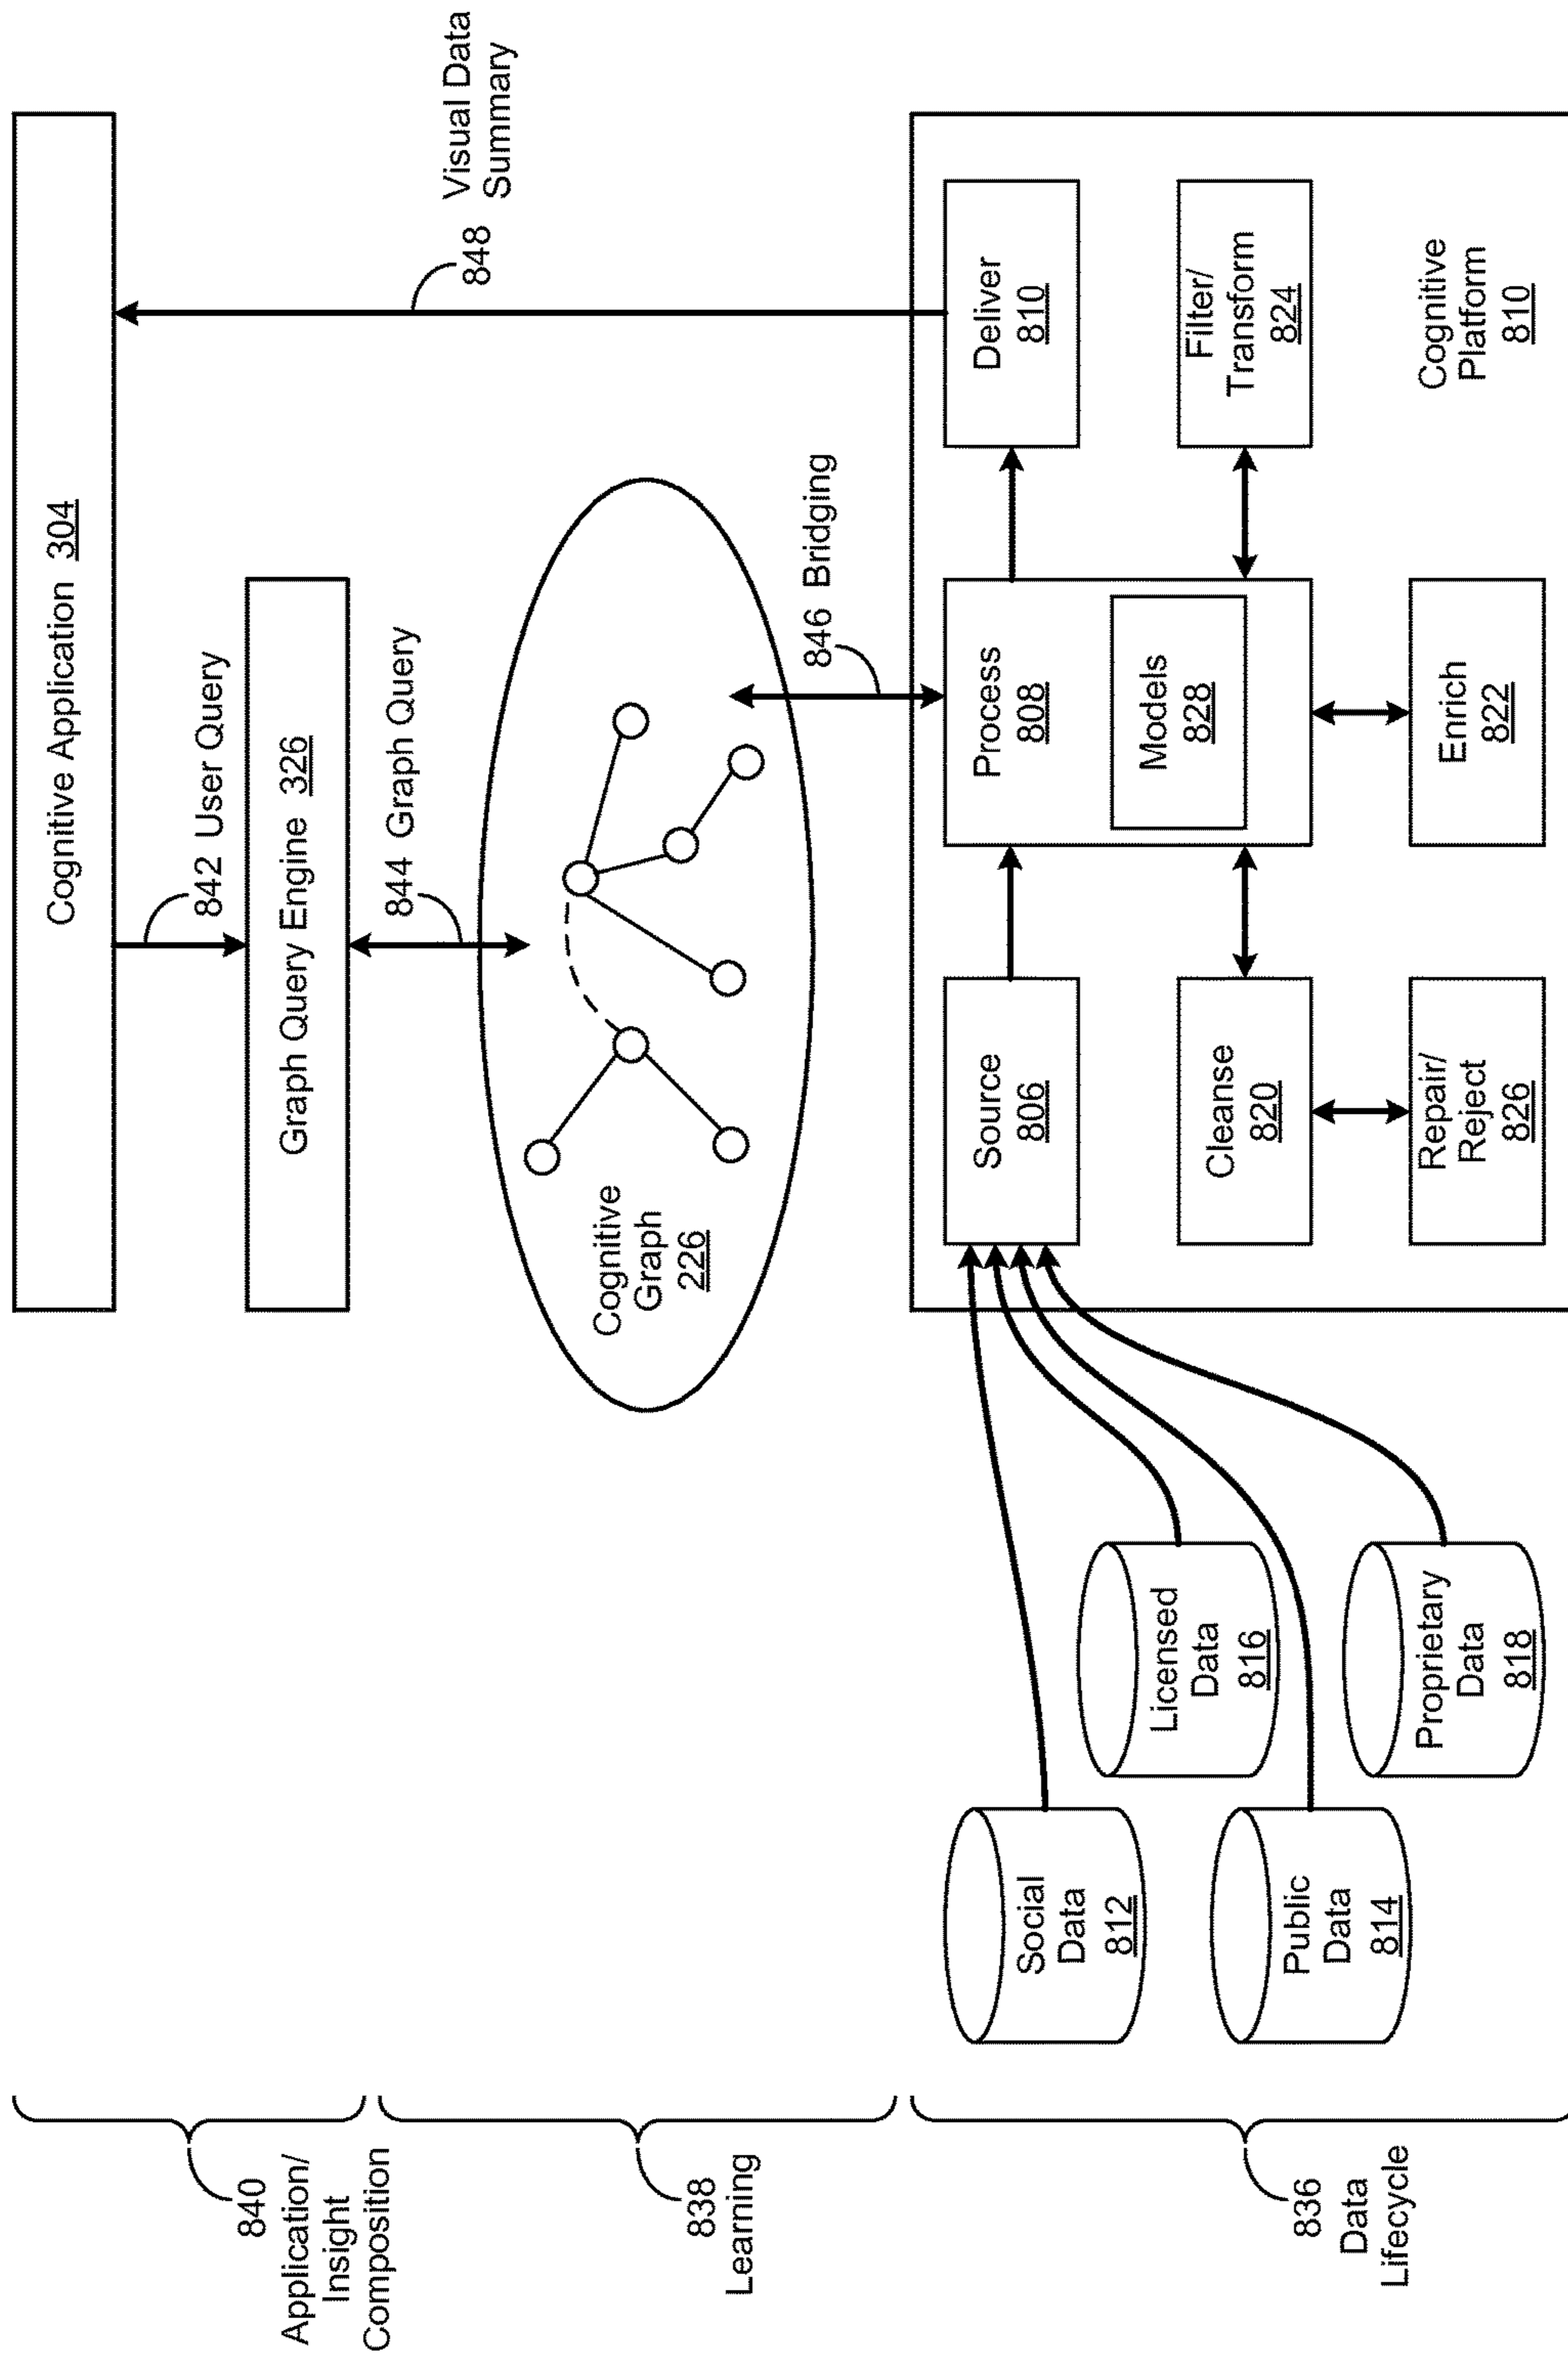 Cognitive Application 304
842 User Query
Graph Query Engine 326
840
Application/
Insight
Composition
844 Graph Query
848
Visual Data
Summary
Cognitive
Graph
226
838
Learning
846 Bridging
Social
Data
812
Licensed
Data
816
Public
Data
814
Proprietary
Data
818
Source
806
Process
808
Deliver
810
Models
828
Cleanse
820
Filter/
Transform
824
Repair/
Reject
826
Enrich
822
Cognitive
Platform
810
836
Data
Lifecycle